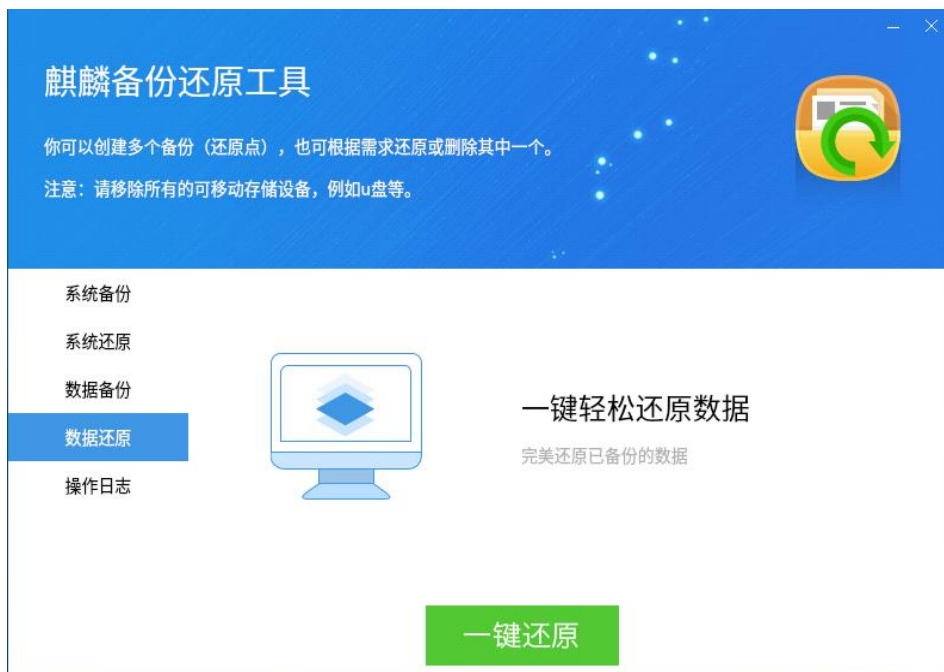 麒麟备份还原工具
你可以创建多个备份（还原点），也可根据需求还原或删除其中一个。
注意：请移除所有的可移动存储设备，例如u盘等。
系统备份
系统还原
数据备份
数据还原
操作日志
一键轻松还原数据
完美还原已备份的数据
一键还原